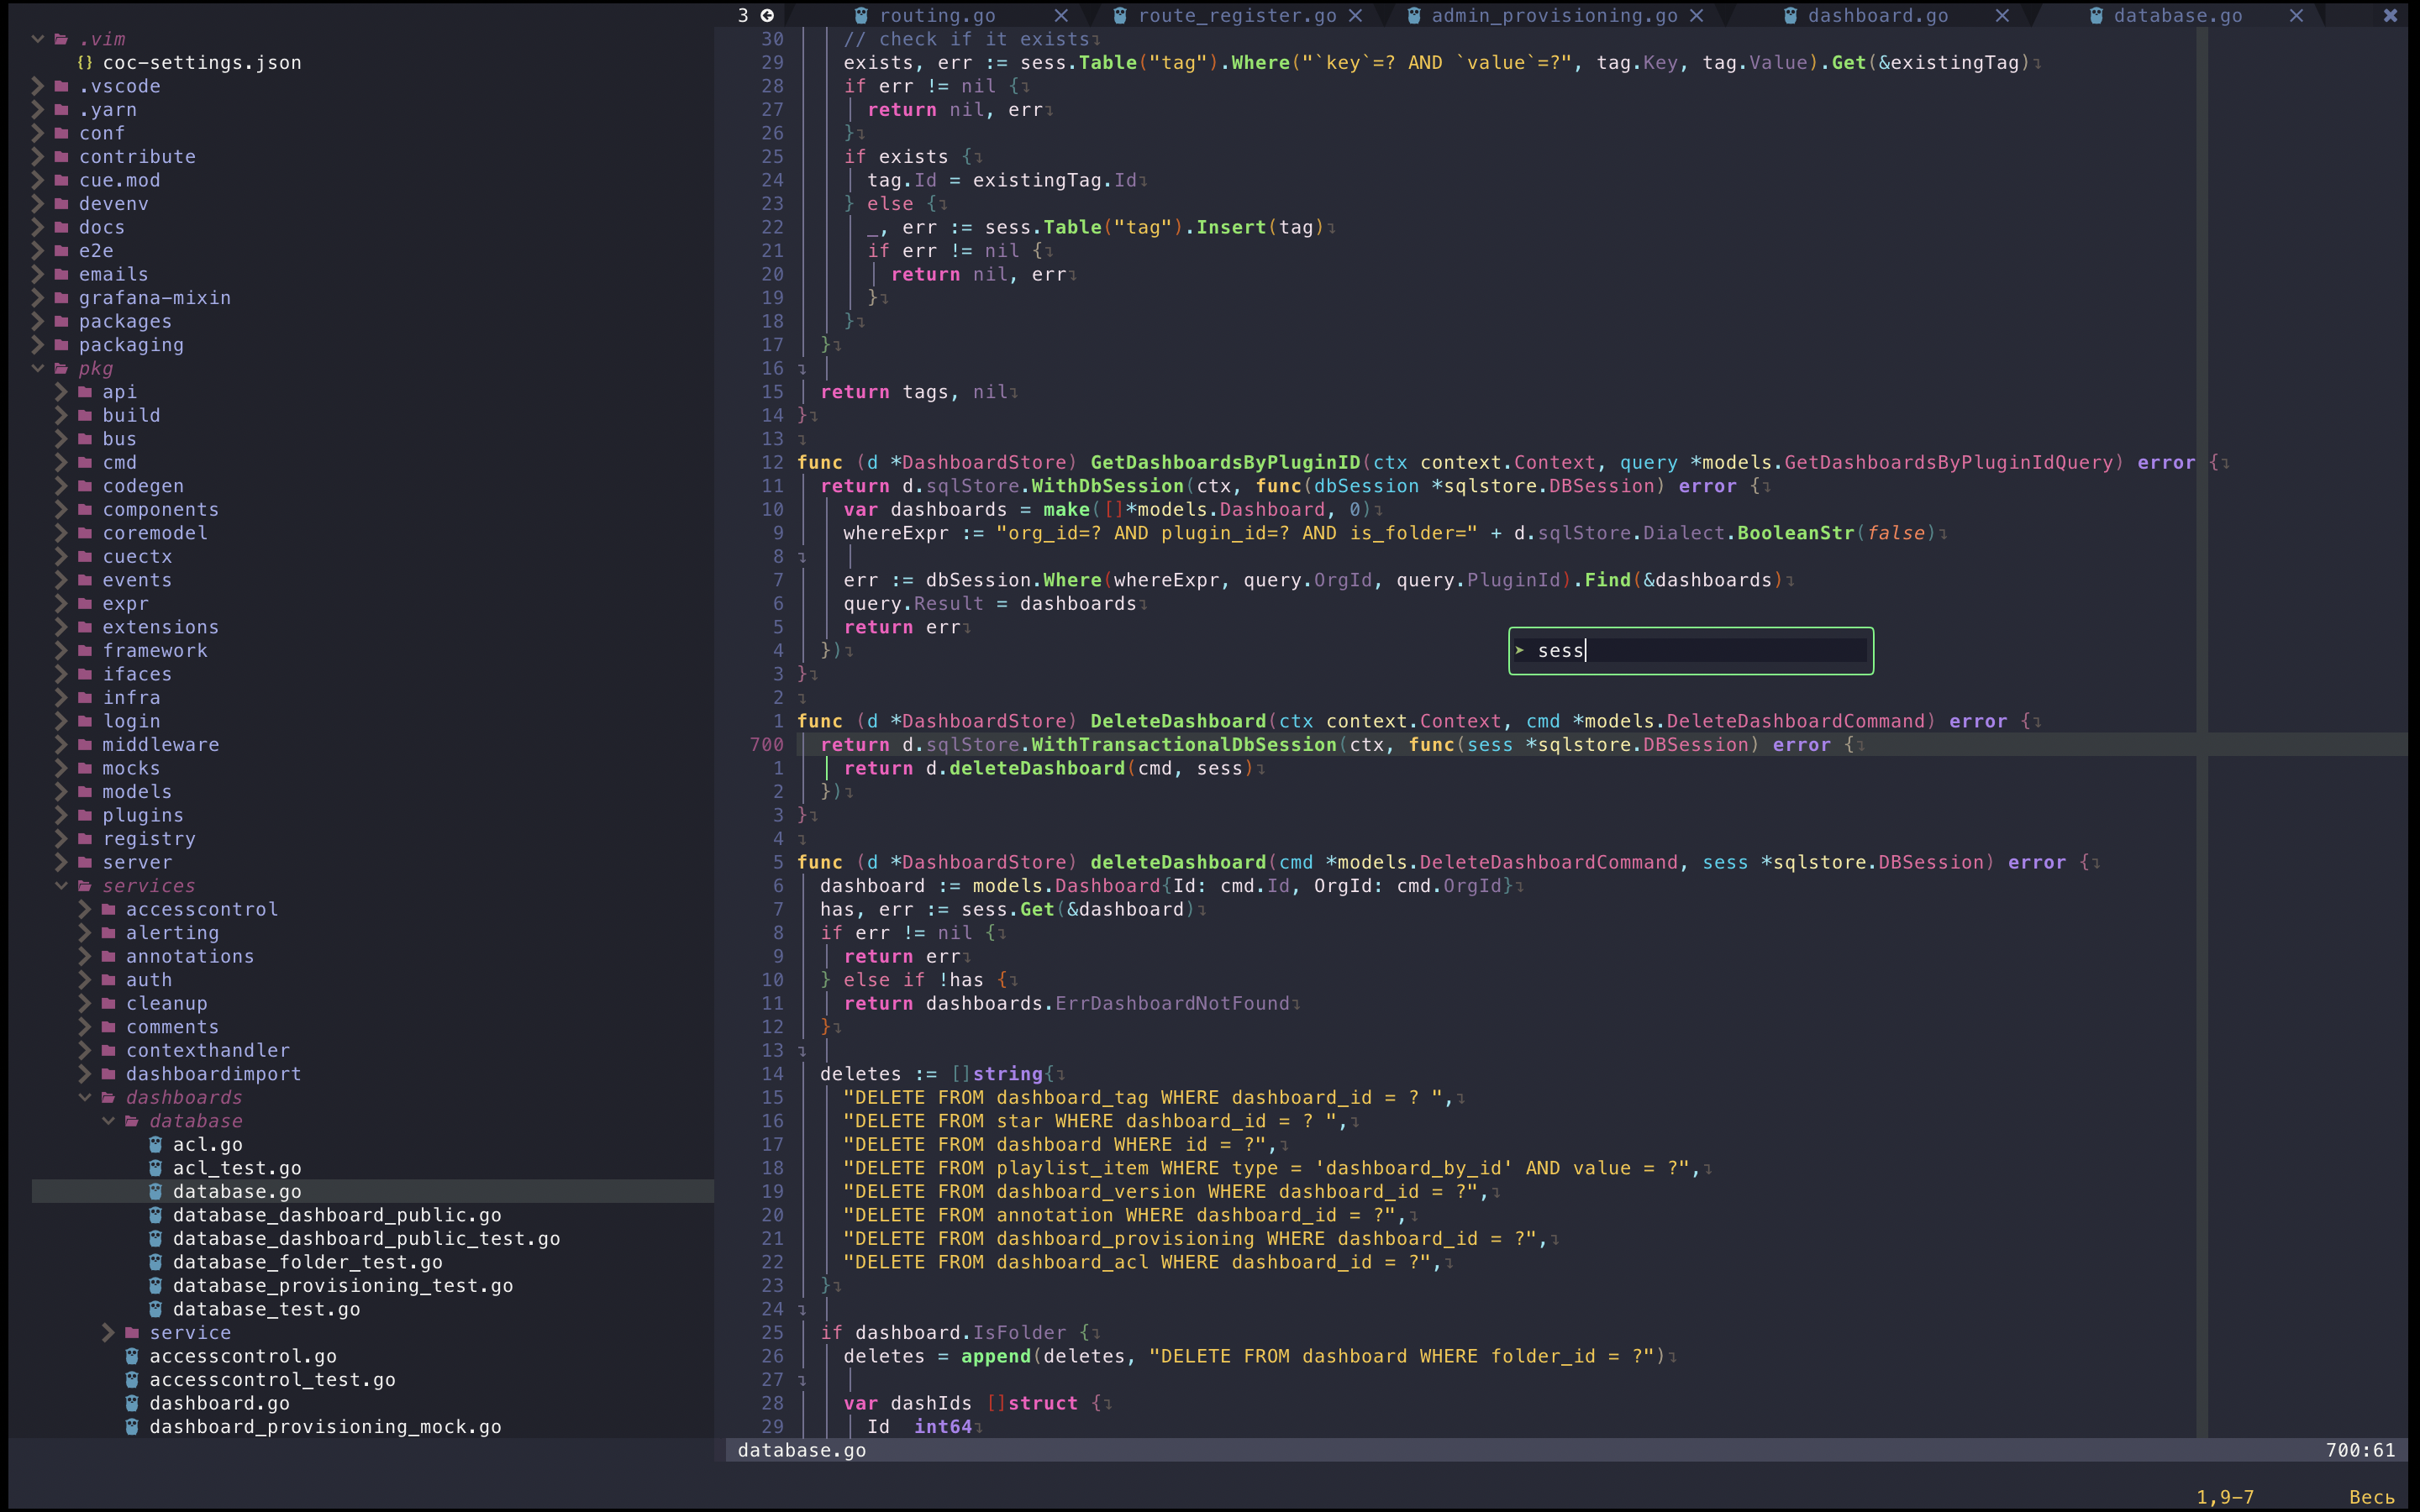 3 routing.go route_register.go admin_provisioning.go dashboard.go database.go
.vim
coc-settings.json
.vscode
.yarn
conf
contribute
cue.mod
devenv
docs
e2e
emails
grafana-mixin
packages
packaging
pkg
api
build
bus
cmd
codegen
components
coremodel
cuectx
events
expr
extensions
framework
ifaces
infra
login
middleware
mocks
models
plugins
registry
server
services
accesscontrol
alerting
annotations
auth
cleanup
comments
contexthandler
dashboardimport
dashboards
database
acl.go
acl_test.go
database.go
database_dashboard_public.go
database_dashboard_public_test.go
database_folder_test.go
database_provisioning_test.go
database_test.go
service
accesscontrol.go
accesscontrol_test.go
dashboard.go
dashboard_provisioning_mock.go
30 // check if it exists
29 exists, err := sess.Table("tag").Where("`key`=? AND `value`=?", tag.Key, tag.Value).Get(&existingTag)
28 if err != nil {
27 return nil, err
26 }
25 if exists {
24 tag.Id = existingTag.Id
23 } else {
22 _, err := sess.Table("tag").Insert(tag)
21 if err != nil {
20 return nil, err
19 }
18 }
17 }
16
15 return tags, nil
14 }
13
12 func (d *DashboardStore) GetDashboardsByPluginID(ctx context.Context, query *models.GetDashboardsByPluginIdQuery) error {
11 return d.sqlStore.WithDbSession(ctx, func(dbSession *sqlstore.DBSession) error {
10 var dashboards = make([]*models.Dashboard, 0)
9 whereExpr := "org_id=? AND plugin_id=? AND is_folder=" + d.sqlStore.Dialect.BooleanStr(false)
8
7 err := dbSession.Where(whereExpr, query.OrgId, query.PluginId).Find(&dashboards)
6 query.Result = dashboards
5 return err
4 })
➤ sess
3 }
2
1 func (d *DashboardStore) DeleteDashboard(ctx context.Context, cmd *models.DeleteDashboardCommand) error {
700 return d.sqlStore.WithTransactionalDbSession(ctx, func(sess *sqlstore.DBSession) error {
1 return d.deleteDashboard(cmd, sess)
2 })
3 }
4
5 func (d *DashboardStore) deleteDashboard(cmd *models.DeleteDashboardCommand, sess *sqlstore.DBSession) error {
6 dashboard := models.Dashboard{Id: cmd.Id, OrgId: cmd.OrgId}
7 has, err := sess.Get(&dashboard)
8 if err != nil {
9 return err
10 } else if !has {
11 return dashboards.ErrDashboardNotFound
12 }
13
14 deletes := []string{
15 "DELETE FROM dashboard_tag WHERE dashboard_id = ? ",
16 "DELETE FROM star WHERE dashboard_id = ? ",
17 "DELETE FROM dashboard WHERE id = ?",
18 "DELETE FROM playlist_item WHERE type = 'dashboard_by_id' AND value = ?",
19 "DELETE FROM dashboard_version WHERE dashboard_id = ?",
20 "DELETE FROM annotation WHERE dashboard_id = ?",
21 "DELETE FROM dashboard_provisioning WHERE dashboard_id = ?",
22 "DELETE FROM dashboard_acl WHERE dashboard_id = ?",
23 }
24
25 if dashboard.IsFolder {
26 deletes = append(deletes, "DELETE FROM dashboard WHERE folder_id = ?")
27
28 var dashIds []struct {
29 Id int64
database.go 700:61
1,9-7 Весь